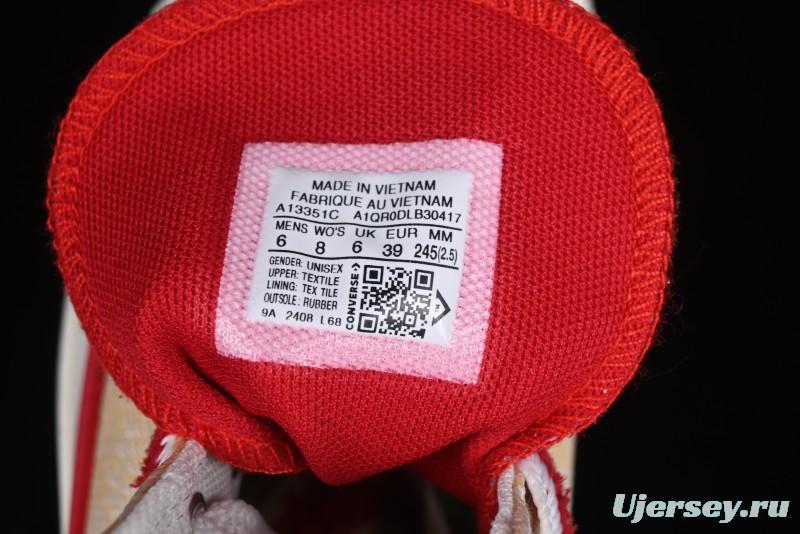 MADE IN VIETNAM
FABRIQUE AU VIETNAM
A13351C A1QR0DLB30417
MENS WO'S UK EUR MM
6 8 6 39 245(2.5)
GENDER: UNISEX
UPPER: TEXTILE
LINING: TEX TILE
OUTSOLE: RUBBER
9A 2408 L68
CONVERSE
Ujersey.ru